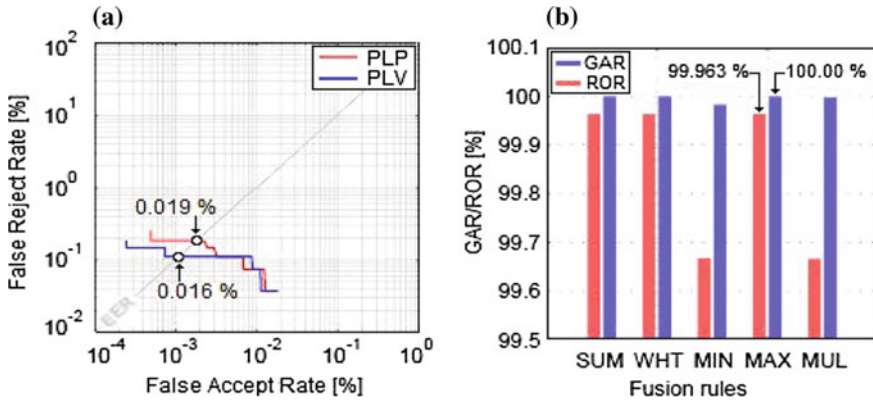 (a)
False Reject Rate [%]
10^2
10^1
10^0
10^-1
10^-2
PLP
PLV
0.019 %
0.016 %
EER
10^-4
10^-3
10^-2
10^-1
10^0
False Accept Rate [%]
(b)
GAR/ROR [%]
100.1
100
99.9
99.8
99.7
99.6
99.5
GAR
ROR
99.963 %
100.00 %
SUM WHT MIN MAX MUL
Fusion rules